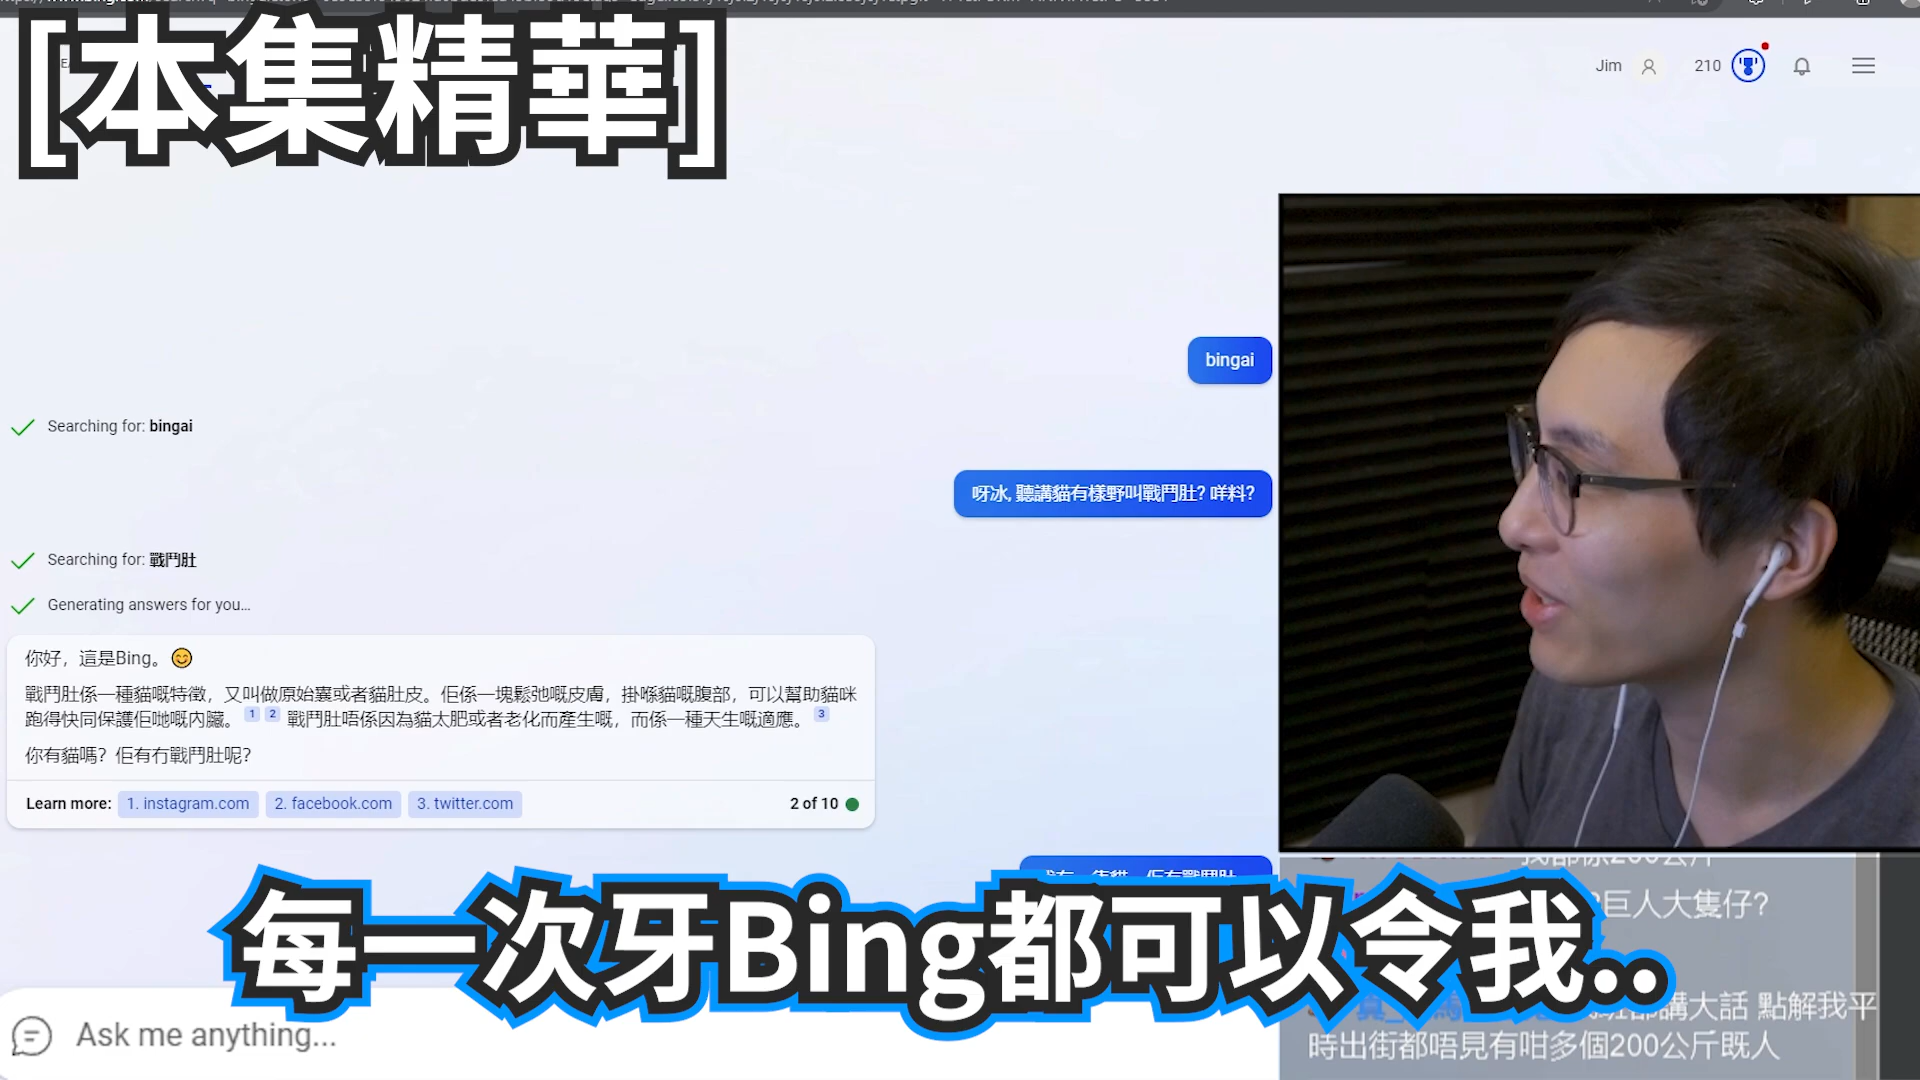 [本集精華]
Jim
210
bingai
Searching for: bingai
呀冰, 聽講貓有樣野叫戰鬥肚? 咩料?
Searching for: 戰鬥肚
Generating answers for you...
你好，這是Bing。😊
戰鬥肚係一種貓嘅特徵，又叫做原始囊或者貓肚皮。佢係一塊鬆弛嘅皮膚，掛喺貓嘅腹部，可以幫助貓咪
跑得快同保護佢哋嘅內臟。 1 2 戰鬥肚唔係因為貓太肥或者老化而產生嘅，而係一種天生嘅適應。 3
你有貓嗎？佢有冇戰鬥肚呢？
Learn more: 1. instagram.com 2. facebook.com 3. twitter.com 2 of 10
巨人大隻仔?
每一次牙Bing都可以令我..
講大話 點解我平
時出街都唔見有咁多個200公斤既人
Ask me anything...